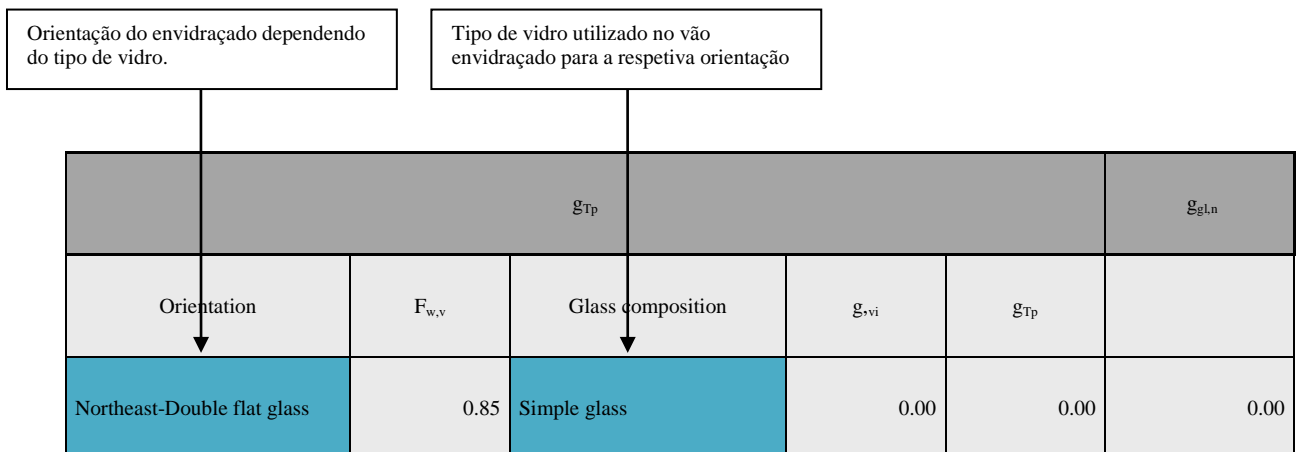 Orientação do envidraçado dependendo
do tipo de vidro.
Tipo de vidro utilizado no vão
envidraçado para a respetiva orientação
gTp ggl,n
Orientation Fw,v Glass composition g,vi gTp
Northeast-Double flat glass 0.85 Simple glass 0.00 0.00 0.00